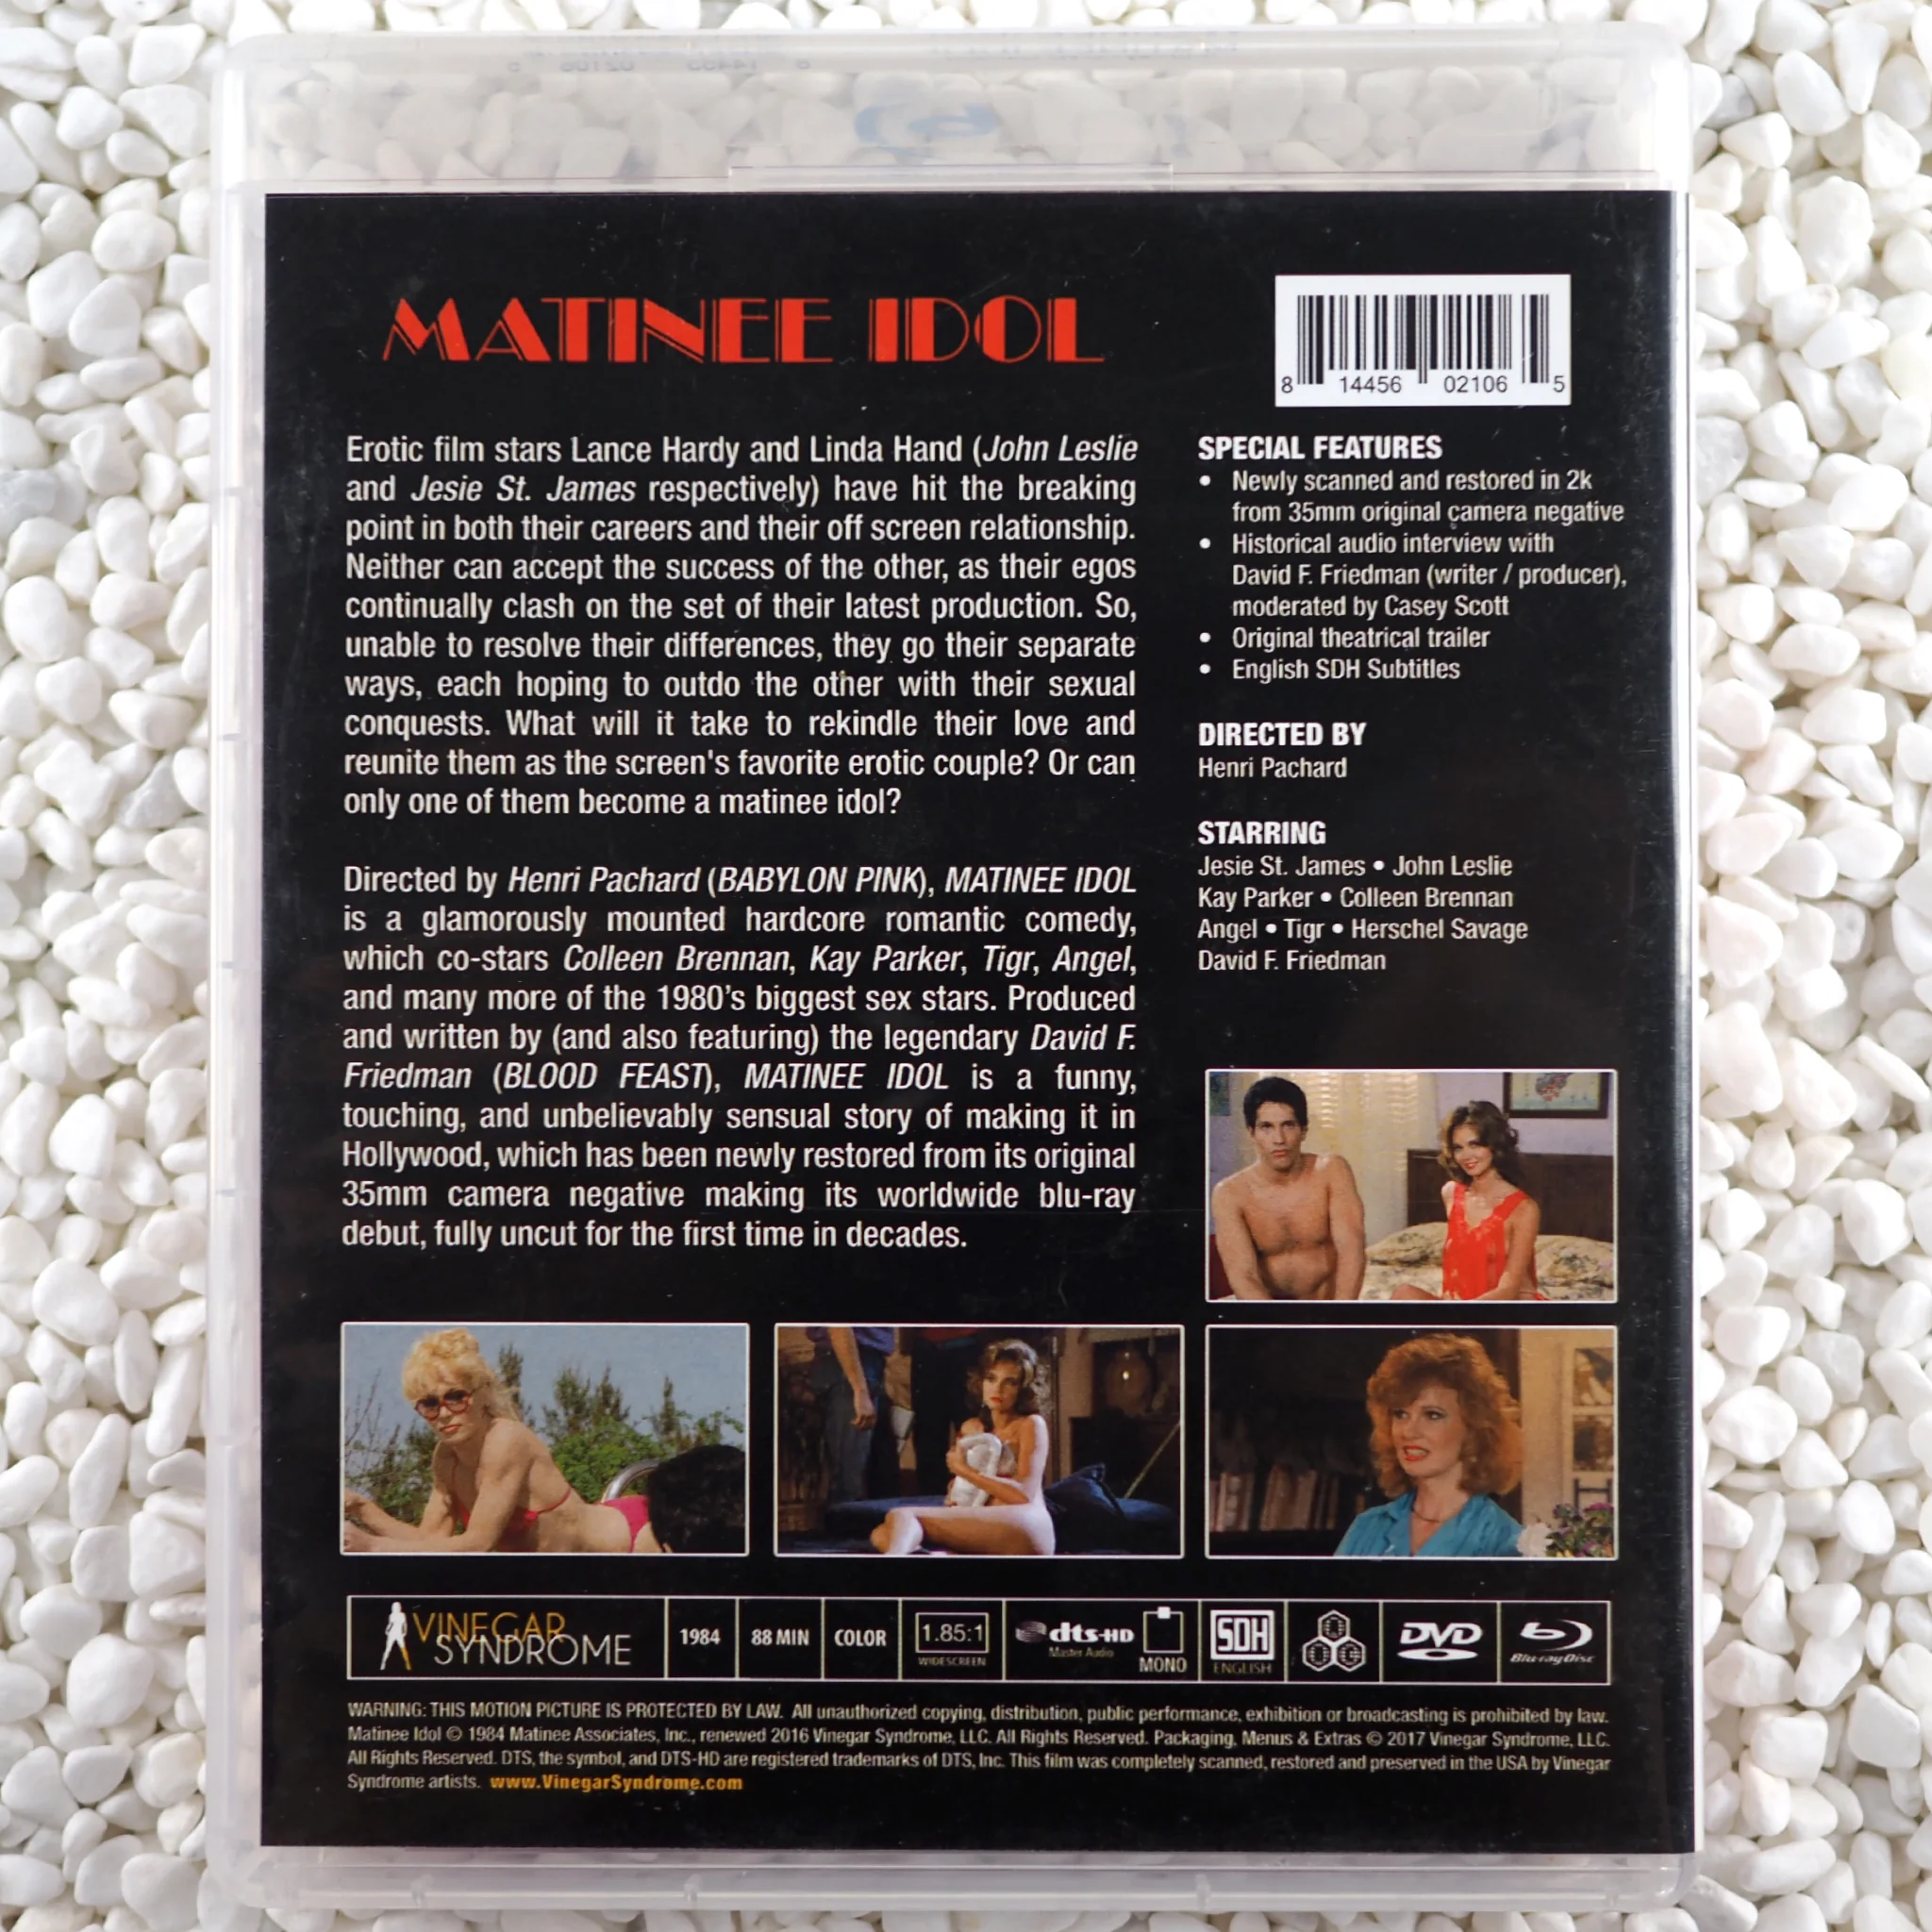 MATINEE IDOL
8 14456 02106 5
Erotic film stars Lance Hardy and Linda Hand (John Leslie
and Jesie St. James respectively) have hit the breaking
point in both their careers and their off screen relationship.
Neither can accept the success of the other, as their egos
continually clash on the set of their latest production. So,
unable to resolve their differences, they go their separate
ways, each hoping to outdo the other with their sexual
conquests. What will it take to rekindle their love and
reunite them as the screen's favorite erotic couple? Or can
only one of them become a matinee idol?
Directed by Henri Pachard (BABYLON PINK), MATINEE IDOL
is a glamorously mounted hardcore romantic comedy,
which co-stars Colleen Brennan, Kay Parker, Tigr, Angel,
and many more of the 1980's biggest sex stars. Produced
and written by (and also featuring) the legendary David F.
Friedman (BLOOD FEAST), MATINEE IDOL is a funny,
touching, and unbelievably sensual story of making it in
Hollywood, which has been newly restored from its original
35mm camera negative making its worldwide blu-ray
debut, fully uncut for the first time in decades.
SPECIAL FEATURES
• Newly scanned and restored in 2k
from 35mm original camera negative
• Historical audio interview with
David F. Friedman (writer / producer),
moderated by Casey Scott
• Original theatrical trailer
• English SDH Subtitles
DIRECTED BY
Henri Pachard
STARRING
Jesie St. James • John Leslie
Kay Parker • Colleen Brennan
Angel • Tigr • Herschel Savage
David F. Friedman
VINEGAR
SYNDROME
1984
88 MIN
COLOR
1.85:1
WIDESCREEN
dts-HD
Master Audio
MONO
SDH
ENGLISH
DVD
Blu-ray Disc
WARNING: THIS MOTION PICTURE IS PROTECTED BY LAW. All unauthorized copying, distribution, public performance, exhibition or broadcasting is prohibited by law.
Matinee Idol © 1984 Matinee Associates, Inc., renewed 2016 Vinegar Syndrome, LLC. All Rights Reserved. Packaging, Menus & Extras © 2017 Vinegar Syndrome, LLC.
All Rights Reserved. DTS, the symbol, and DTS-HD are registered trademarks of DTS, Inc. This film was completely scanned, restored and preserved in the USA by Vinegar
Syndrome artists. www.VinegarSyndrome.com